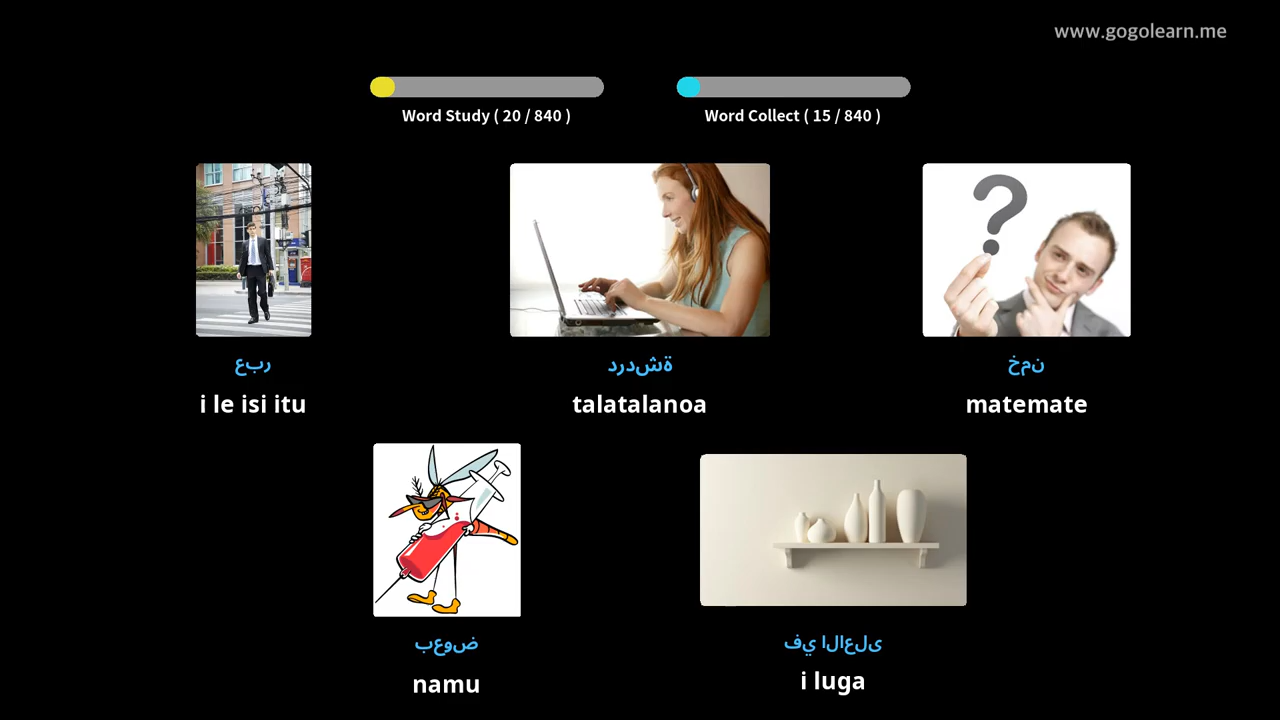 www.gogolearn.me
Word Study ( 20 / 840 )
Word Collect ( 15 / 840 )
عبر
دردشة
خمن
i le isi itu
talatalanoa
matemate
بعوض
في الاعلى
namu
i luga